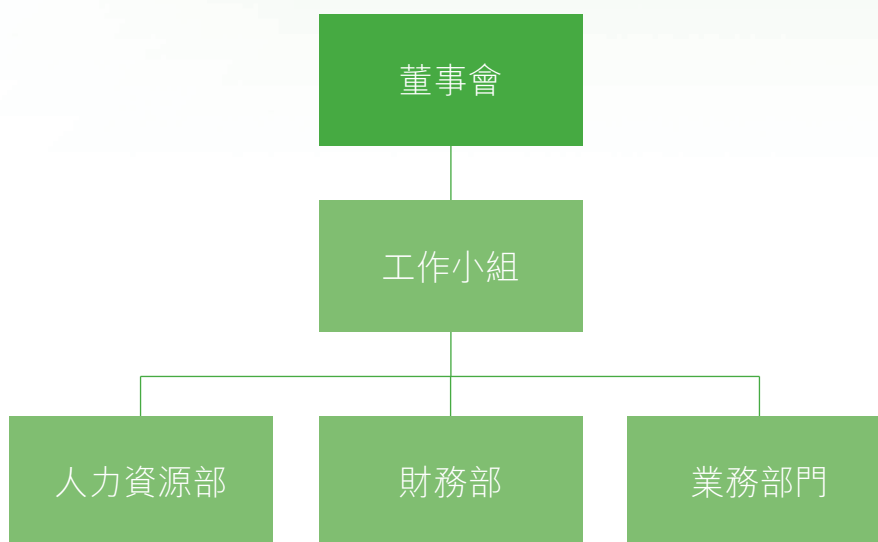 董事會
工作小組
人力資源部
財務部
業務部門